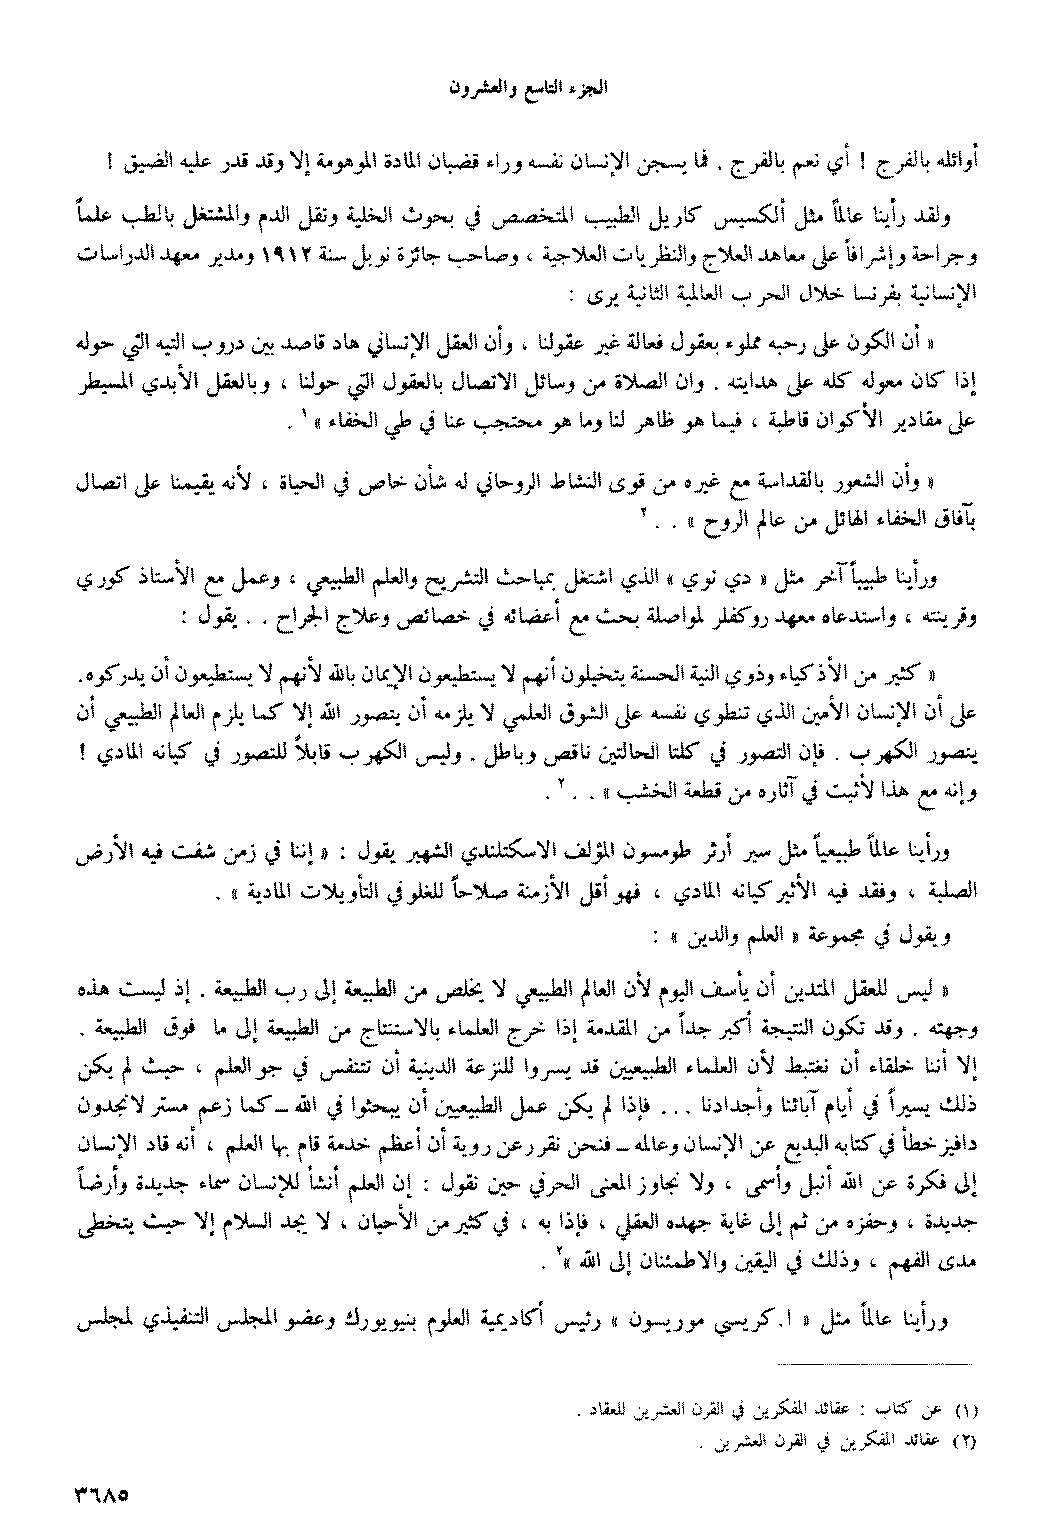 الجزء التاسع والعشرون
أوائله بالفرج ! أي نعم بالفرج . فما يسجن الإنسان نفسه وراء قضبان المادة الموهومة إلا وقد قدر عليه الضيق !
ولقد رأينا عالماً مثل ألكسيس كاريل الطبيب المتخصص في بحوث الخلية ونقل الدم والمشتغل بالطب علماً
وجراحة وإشرافاً على معاهد العلاج والنظريات العلاجية ، وصاحب جائزة نوبل سنة ١٩١٢ ومدير معهد الدراسات
الإنسانية بفرنسا خلال الحرب العالمية الثانية يرى :
« أن الكون على رحبه مملوء بعقول فعالة غير عقولنا ، وأن العقل الإنساني هاد قاصد بين دروب التيه التي حوله
إذا كان معوله كله على هدايته . وان الصلاة من وسائل الاتصال بالعقول التي حولنا ، وبالعقل الأبدي المسيطر
على مقادير الأكوان قاطبة ، فيما هو ظاهر لنا وما هو محتجب عنا في طي الخفاء » ١ .
« وأن الشعور بالقداسة مع غيره من قوى النشاط الروحاني له شأن خاص في الحياة ، لأنه يقيمنا على اتصال
بآفاق الخفاء الهائل من عالم الروح » . . ٢
ورأينا طبيباً آخر مثل « دي نوي » الذي اشتغل بمباحث التشريح والعلم الطبيعي ، وعمل مع الأستاذ كوري
وقرينته ، واستدعاه معهد روكفلر لمواصلة بحث مع أعضائه في خصائص وعلاج الجراح . . يقول :
« كثير من الأذكياء وذوي النية الحسنة يتخيلون أنهم لا يستطيعون الإيمان بالله لأنهم لا يستطيعون أن يدركوه.
على أن الإنسان الأمين الذي تنطوي نفسه على الشوق العلمي لا يلزمه أن يتصور الله إلا كما يلزم العالم الطبيعي أن
يتصور الكهرب . فإن التصور في كلتا الحالتين ناقص وباطل . وليس الكهرب قابلاً للتصور في كيانه المادي !
وإنه مع هذا لأثبت في آثاره من قطعة الخشب » . . ٢ .
ورأينا عالماً طبيعياً مثل سير أرثر طومسون المؤلف الاسكتلندي الشهير يقول : « إننا في زمن شفت فيه الأرض
الصلبة ، وفقد فيه الأثير كيانه المادي ، فهو أقل الأزمنة صلاحاً للغلو في التأويلات المادية » .
ويقول في مجموعة « العلم والدين » :
« ليس للعقل المتدين أن يأسف اليوم لأن العالم الطبيعي لا يخلص من الطبيعة إلى رب الطبيعة . إذ ليست هذه
وجهته . وقد تكون النتيجة أكبر جداً من المقدمة إذا خرج العلماء بالاستنتاج من الطبيعة إلى ما فوق الطبيعة .
إلا أننا خلقاء أن نغتبط لأن العلماء الطبيعيين قد يسروا للنزعة الدينية أن تتنفس في جو العلم ، حيث لم يكن
ذلك يسيراً في أيام آبائنا وأجدادنا ... فإذا لم يكن عمل الطبيعيين أن يبحثوا في الله – كما زعم مستر لانجدون
دافيز خطأ في كتابه البديع عن الإنسان وعالمه – فنحن نقرر عن روية أن أعظم خدمة قام بها العلم ، أنه قاد الإنسان
إلى فكرة عن الله أنبل وأسمى ، ولا نجاوز المعنى الحرفي حين نقول : إن العلم أنشأ للإنسان سماء جديدة وأرضاً
جديدة ، وحفزه من ثم إلى غاية جهده العقلي ، فإذا به ، في كثير من الأحيان ، لا يجد السلام إلا حيث يتخطى
مدى الفهم ، وذلك في اليقين والاطمئنان إلى الله »٢ .
ورأينا عالماً مثل « ا. كريسي موريسون » رئيس أكاديمية العلوم بنيويورك وعضو المجلس التنفيذي لمجلس
(١) عن كتاب : عقائد المفكرين في القرن العشرين للعقاد .
(٢) عقائد المفكرين في القرن العشرين .
٣٦٨٥